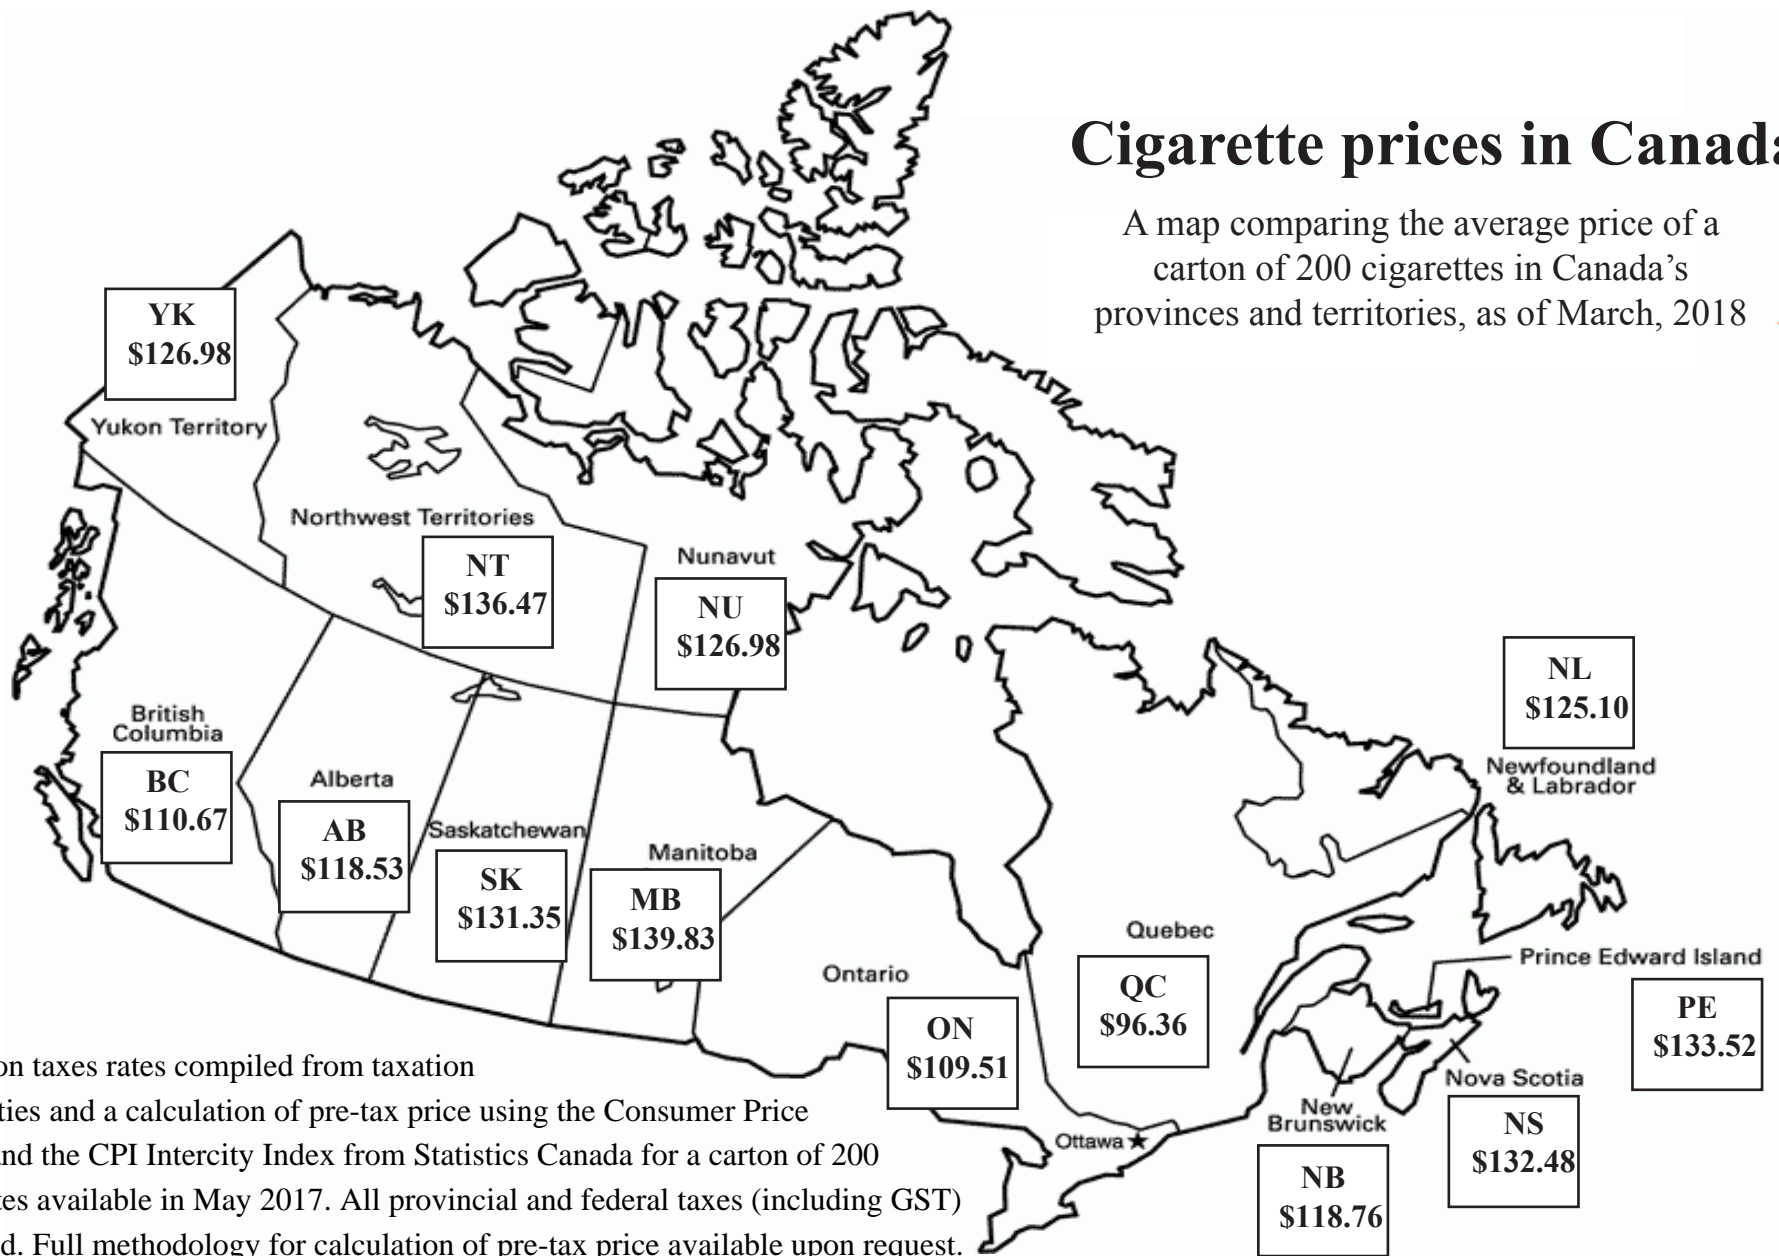 Cigarette prices in Canada
A map comparing the average price of a
carton of 200 cigarettes in Canada’s
provinces and territories, as of March, 2018
YK
$126.98
Yukon Territory
Northwest Territories
NT
$136.47
Nunavut
NU
$126.98
NL
$125.10
Newfoundland
& Labrador
British
Columbia
BC
$110.67
Alberta
AB
$118.53
Saskatchewan
SK
$131.35
Manitoba
MB
$139.83
Ontario
ON
$109.51
Quebec
QC
$96.36
Prince Edward Island
PE
$133.52
Nova Scotia
NS
$132.48
New
Brunswick
NB
$118.76
Ottawa
on taxes rates compiled from taxation
and a calculation of pre-tax price using the Consumer Price
the CPI Intercity Index from Statistics Canada for a carton of 200
available in May 2017. All provincial and federal taxes (including GST)
Full methodology for calculation of pre-tax price available upon request.